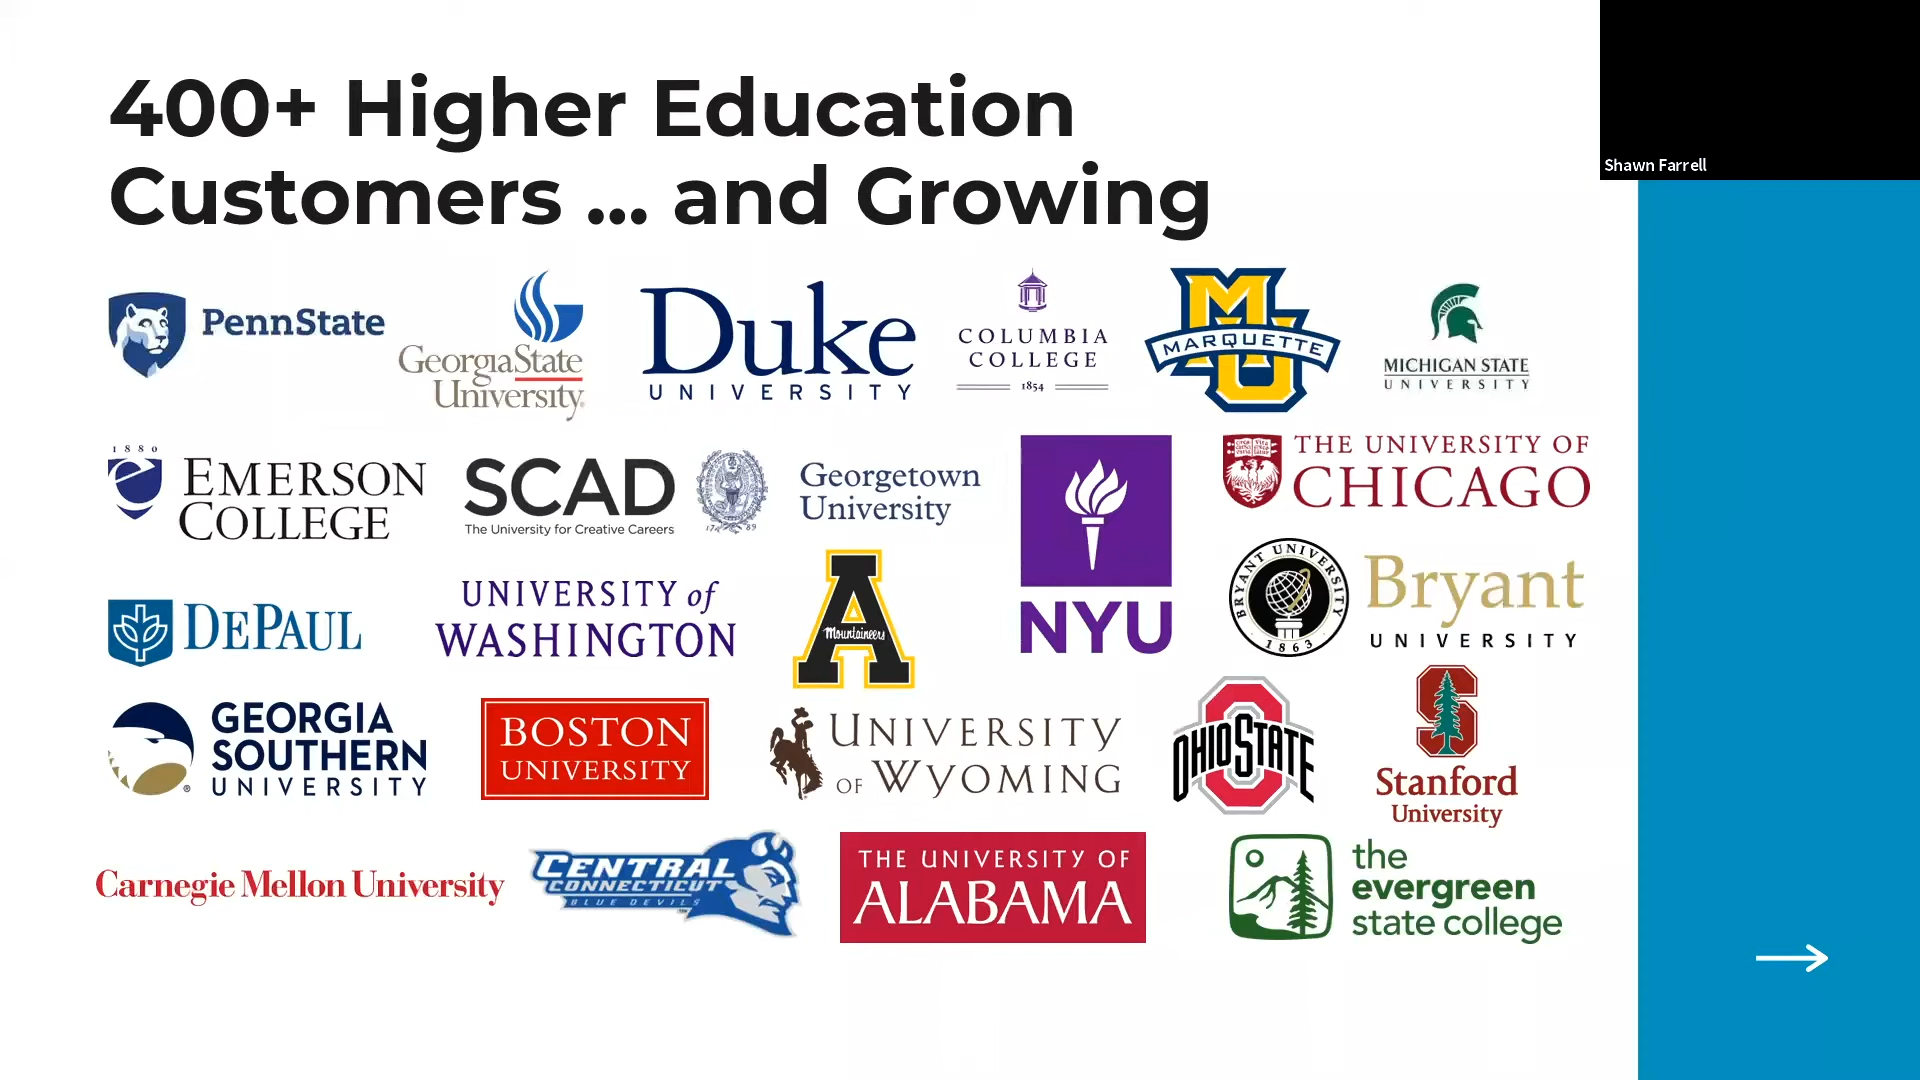 400+ Higher Education
Customers ... and Growing
Shawn Farrell
PennState
GeorgiaState
University
Duke
UNIVERSITY
COLUMBIA
COLLEGE
1854
MU
MARQUETTE
MICHIGAN STATE
UNIVERSITY
1880
e
EMERSON
COLLEGE
SCAD
The University for Creative Careers
1789
Georgetown
University
NYU
THE UNIVERSITY OF
CHICAGO
DEPAUL
UNIVERSITY of
WASHINGTON
A
Mountaineers
BRYANT UNIVERSITY
1863
Bryant
UNIVERSITY
GEORGIA
SOUTHERN
UNIVERSITY
BOSTON
UNIVERSITY
UNIVERSITY
OF WYOMING
OHIO STATE
S
Stanford
University
Carnegie Mellon University
CENTRAL
CONNECTICUT
BLUE DEVILS
THE UNIVERSITY OF
ALABAMA
the
evergreen
state college